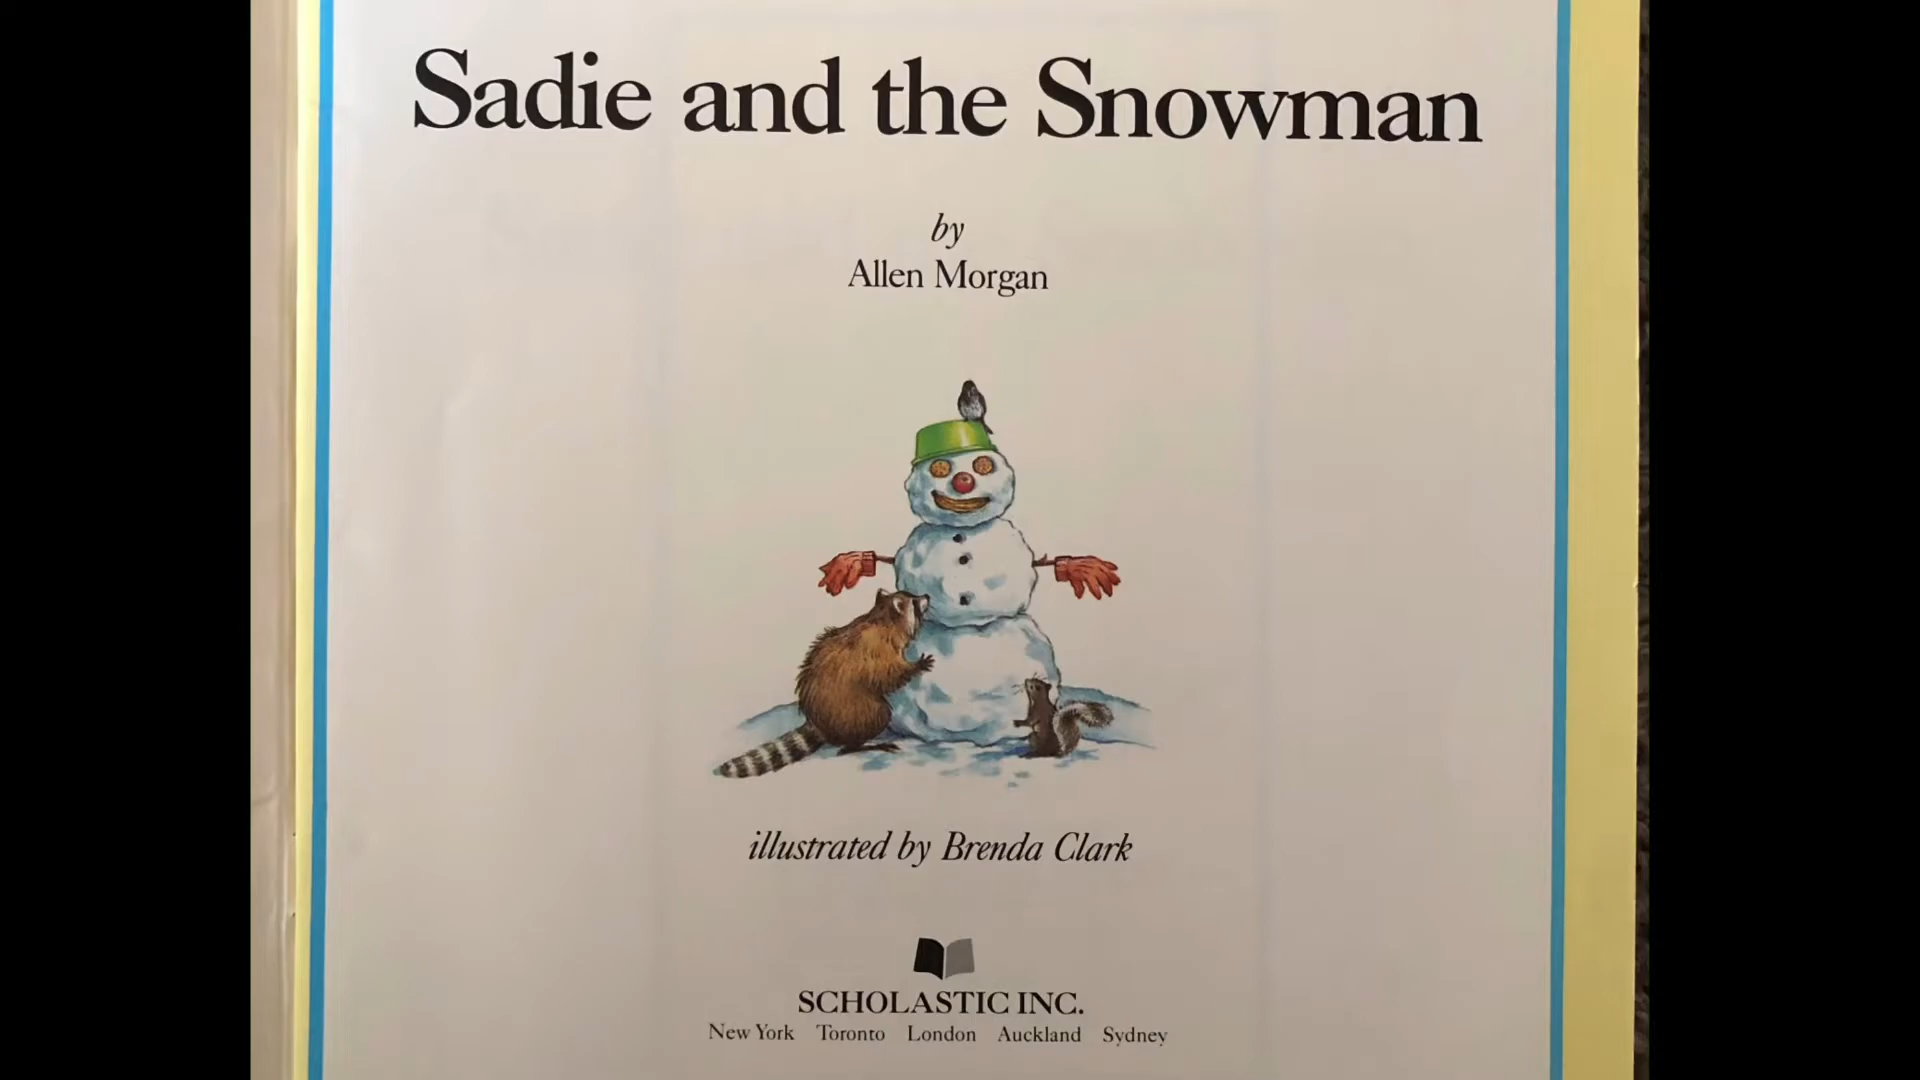 Sadie and the Snowman
by
Allen Morgan
illustrated by Brenda Clark
SCHOLASTIC INC.
New York Toronto London Auckland Sydney